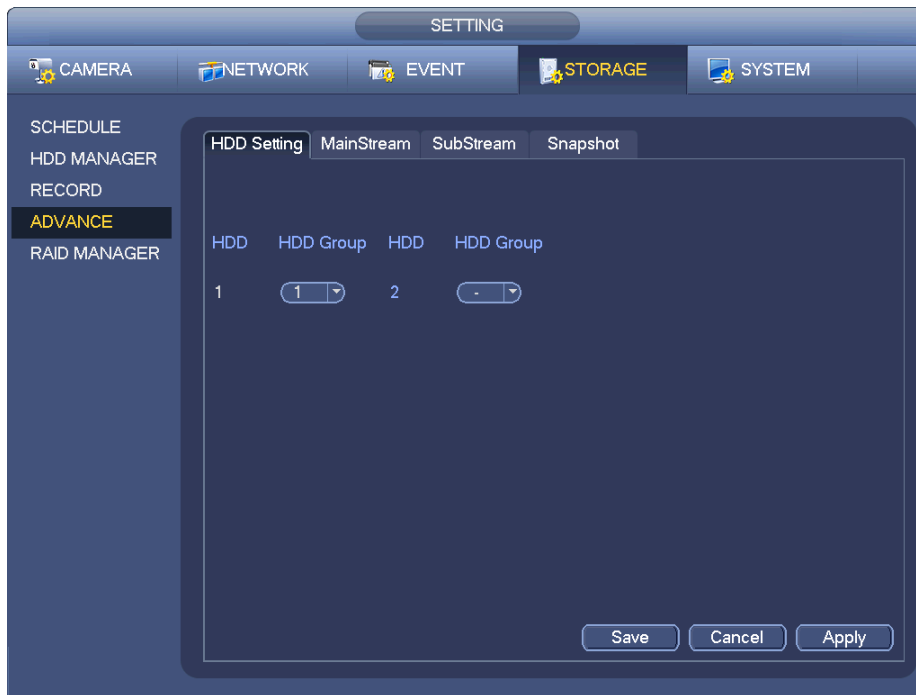 SETTING
CAMERA NETWORK EVENT STORAGE SYSTEM
SCHEDULE
HDD MANAGER
RECORD
ADVANCE
RAID MANAGER
HDD Setting MainStream SubStream Snapshot
HDD HDD Group HDD HDD Group
1 1 2 -
Save Cancel Apply